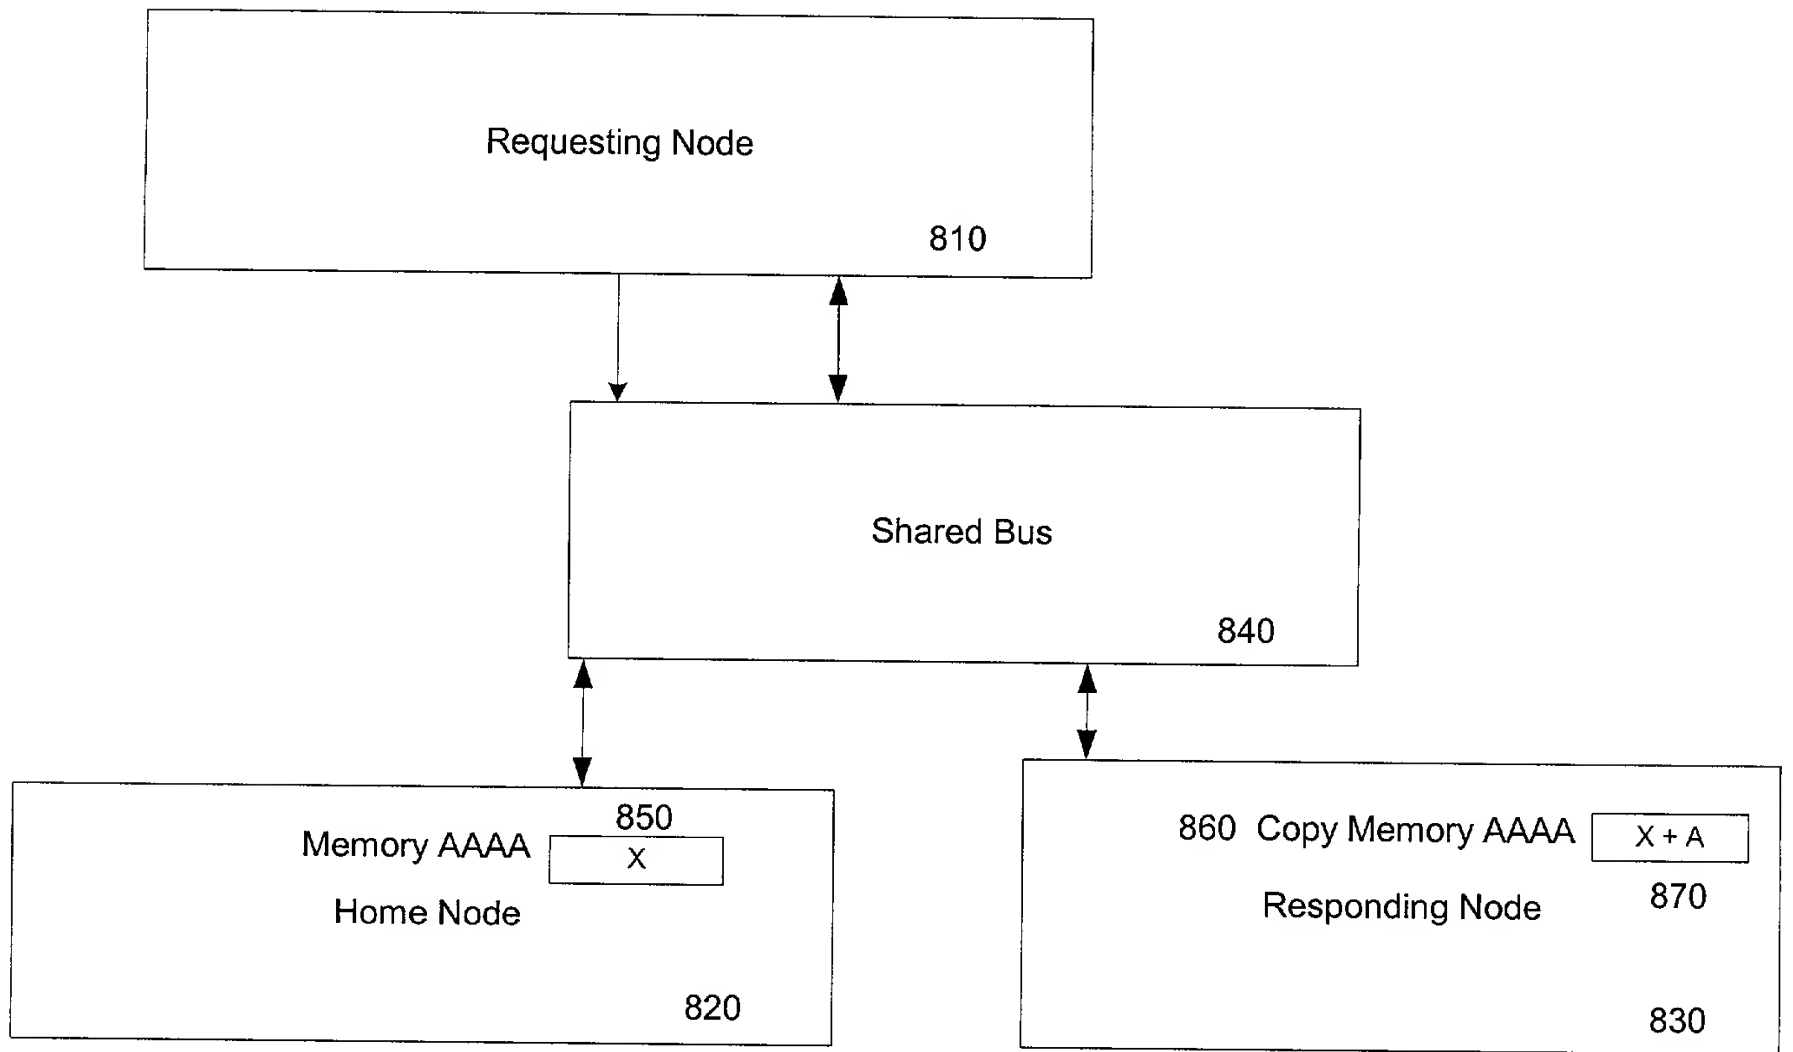 Requesting Node
810
Shared Bus
840
850
Memory AAAA
X
Home Node
820
860 Copy Memory AAAA
X + A
870
Responding Node
830